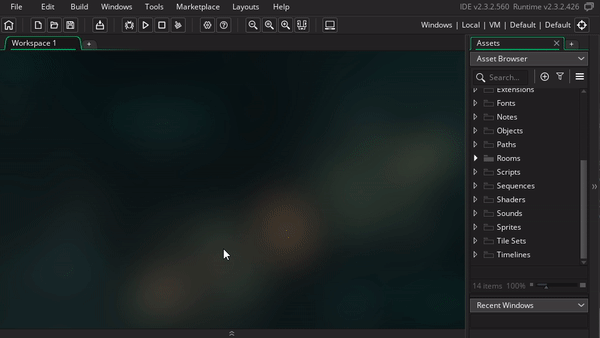 File Edit Build Windows Tools Marketplace Layouts Help IDE v2.3.2.560 Runtime v2.3.2.426
Windows | Local | VM | Default | Default
Workspace 1
Assets
Asset Browser
Search...
Extensions
Fonts
Notes
Objects
Paths
Rooms
Scripts
Sequences
Shaders
Sounds
Sprites
Tile Sets
Timelines
14 items 100%
Recent Windows